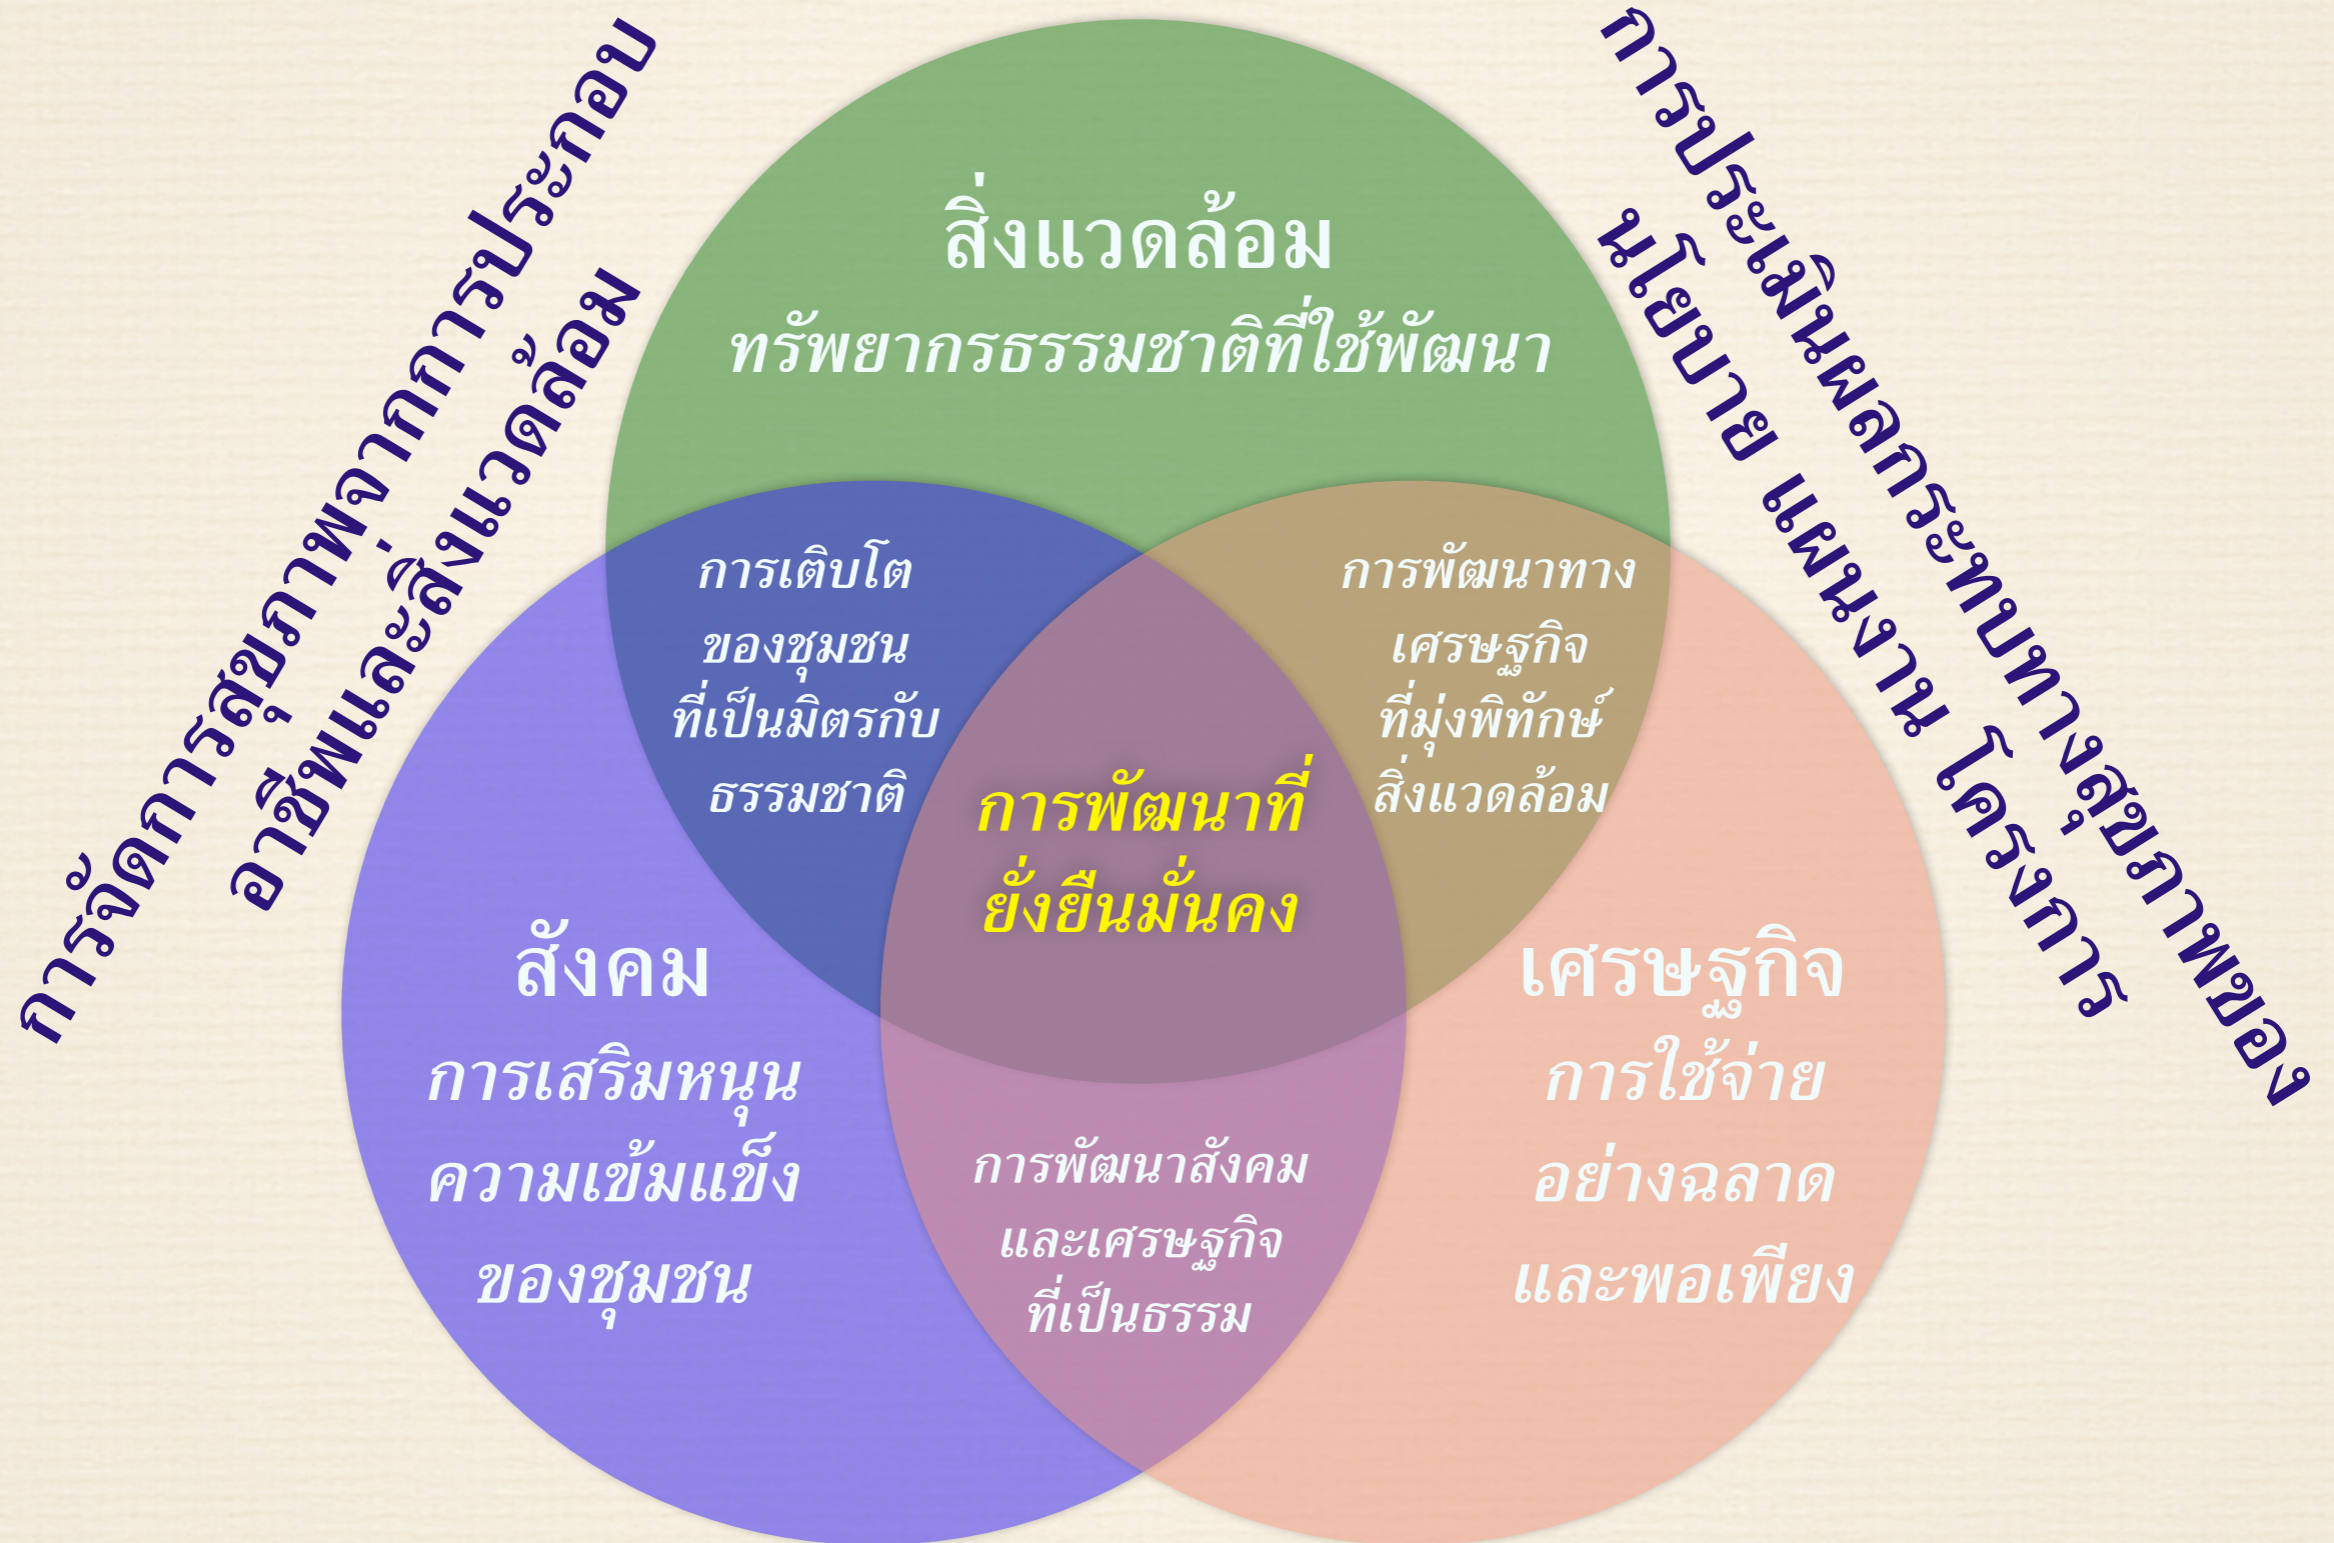 การจัดการสุขภาพจากการประกอบ
อาชีพและสิ่งแวดล้อม
การประเมินผลกระทบทางสุขภาพของ
นโยบาย แผนงาน โครงการ
สิ่งแวดล้อม
ทรัพยากรธรรมชาติที่ใช้พัฒนา
การเติบโต
ของชุมชน
ที่เป็นมิตรกับ
ธรรมชาติ
การพัฒนาทาง
เศรษฐกิจ
ที่มุ่งพิทักษ์
สิ่งแวดล้อม
การพัฒนาที่
ยั่งยืนมั่นคง
สังคม
การเสริมหนุน
ความเข้มแข็ง
ของชุมชน
เศรษฐกิจ
การใช้จ่าย
อย่างฉลาด
และพอเพียง
การพัฒนาสังคม
และเศรษฐกิจ
ที่เป็นธรรม